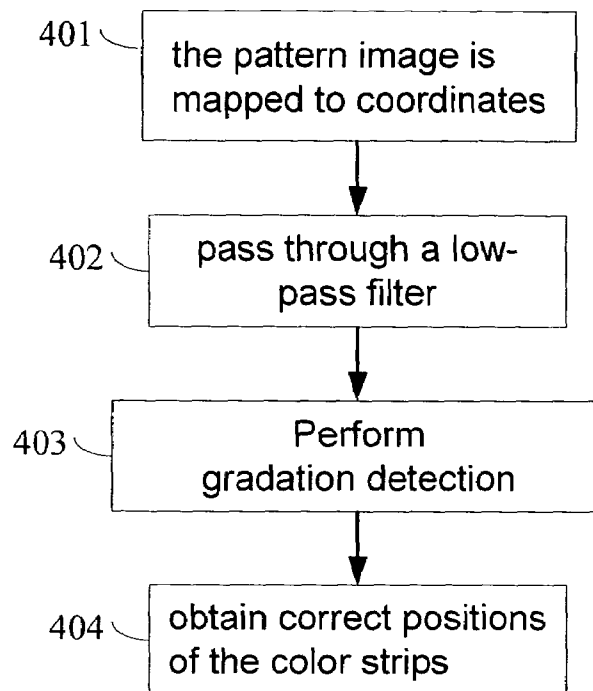 401
the pattern image is
mapped to coordinates
402
pass through a low-
pass filter
403
Perform
gradation detection
404
obtain correct positions
of the color strips